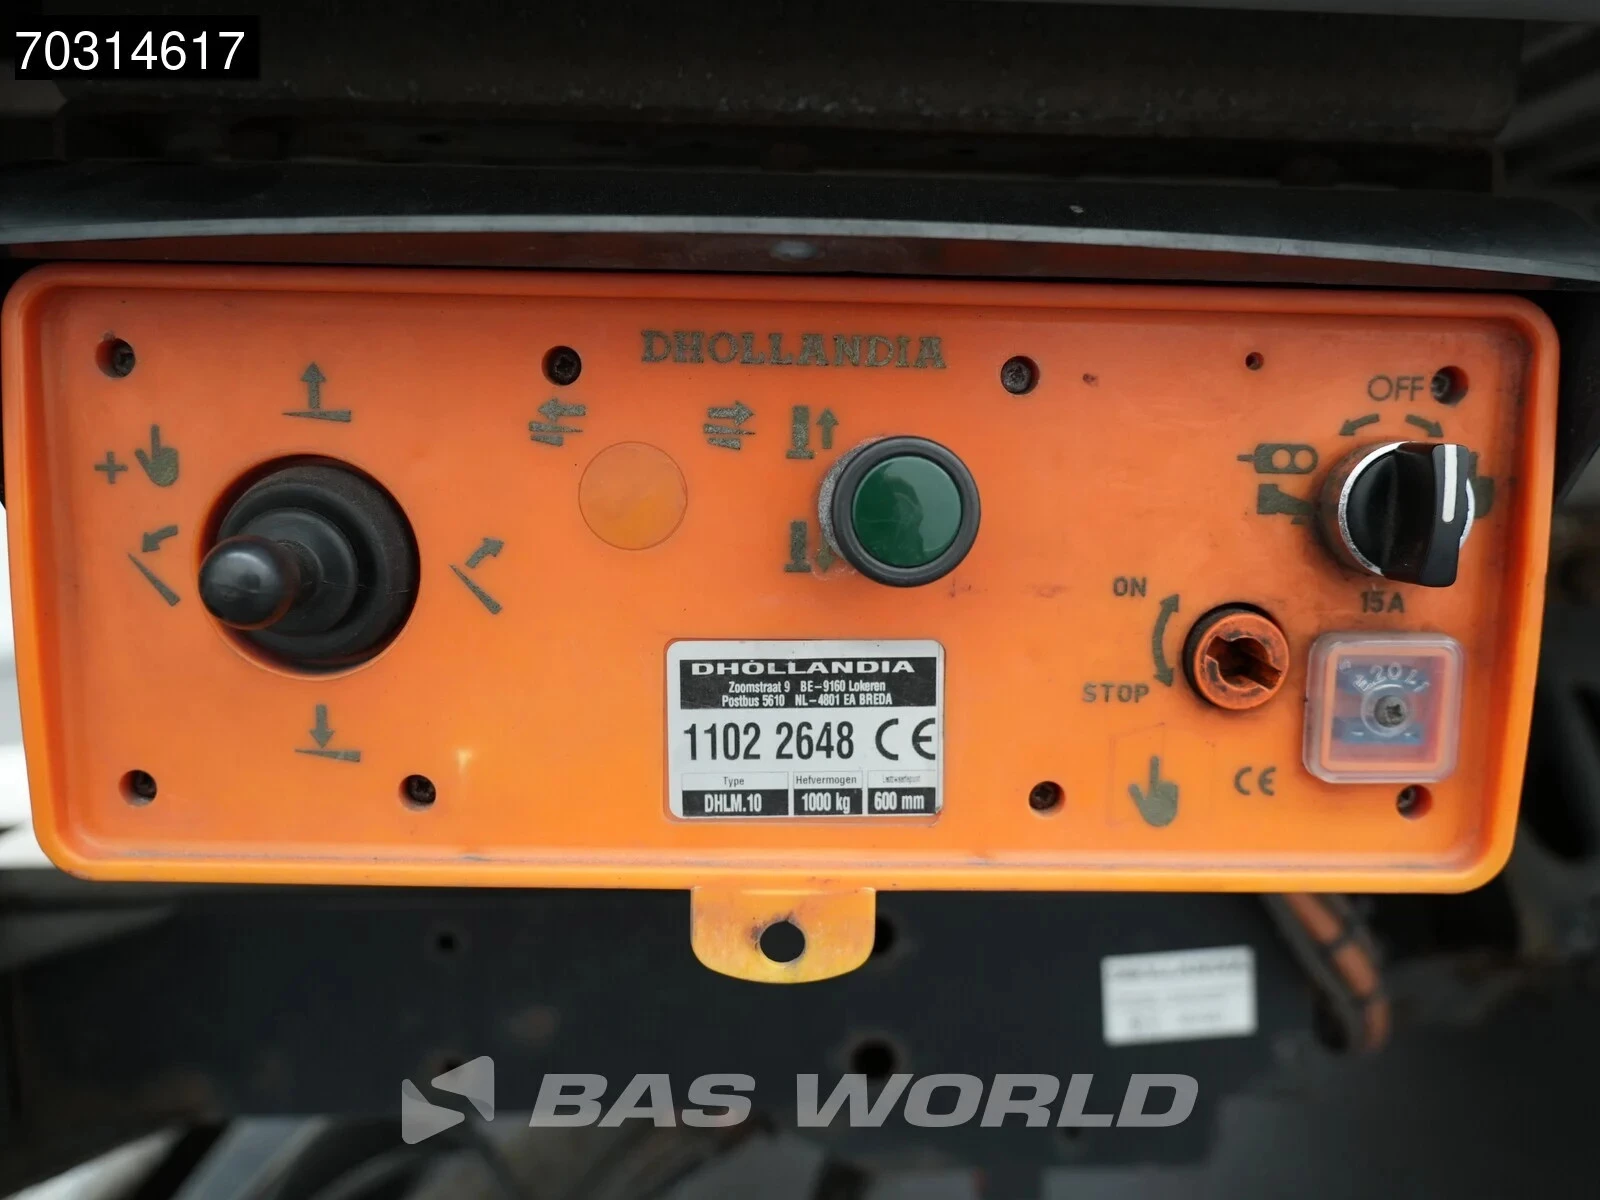 70314617
DHOLLANDIA
OFF
ON
15A
STOP
DHOLLANDIA
Zoomstraat 9 BE-9160 Lokeren
Postbus 5610 NL-4801 EA BREDA
1102 2648 CE
Type Hefvermogen
DHLM.10 1000 kg 600 mm
CE
BAS WORLD